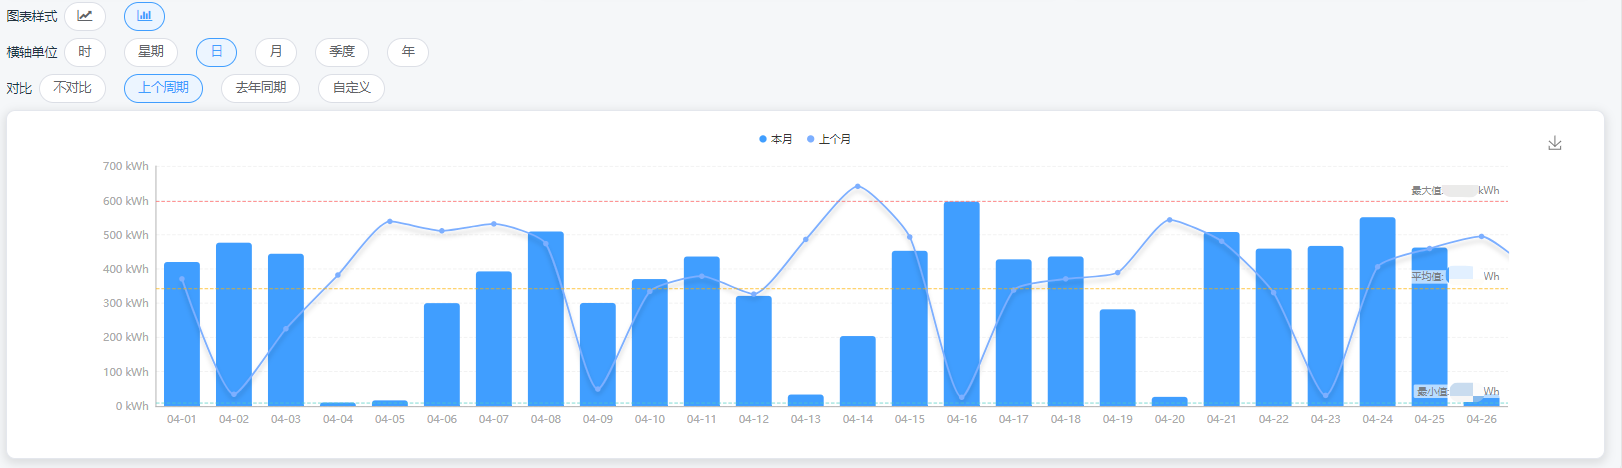 图表样式
横轴单位 时 星期 日 月 季度 年
对比 不对比 上个周期 去年同期 自定义
本月 上个月
700 kWh
最大值: kWh
600 kWh
500 kWh
400 kWh
平均值: Wh
300 kWh
200 kWh
100 kWh
最小值: Wh
0 kWh
04-01 04-02 04-03 04-04 04-05 04-06 04-07 04-08 04-09 04-10 04-11 04-12 04-13 04-14 04-15 04-16 04-17 04-18 04-19 04-20 04-21 04-22 04-23 04-24 04-25 04-26